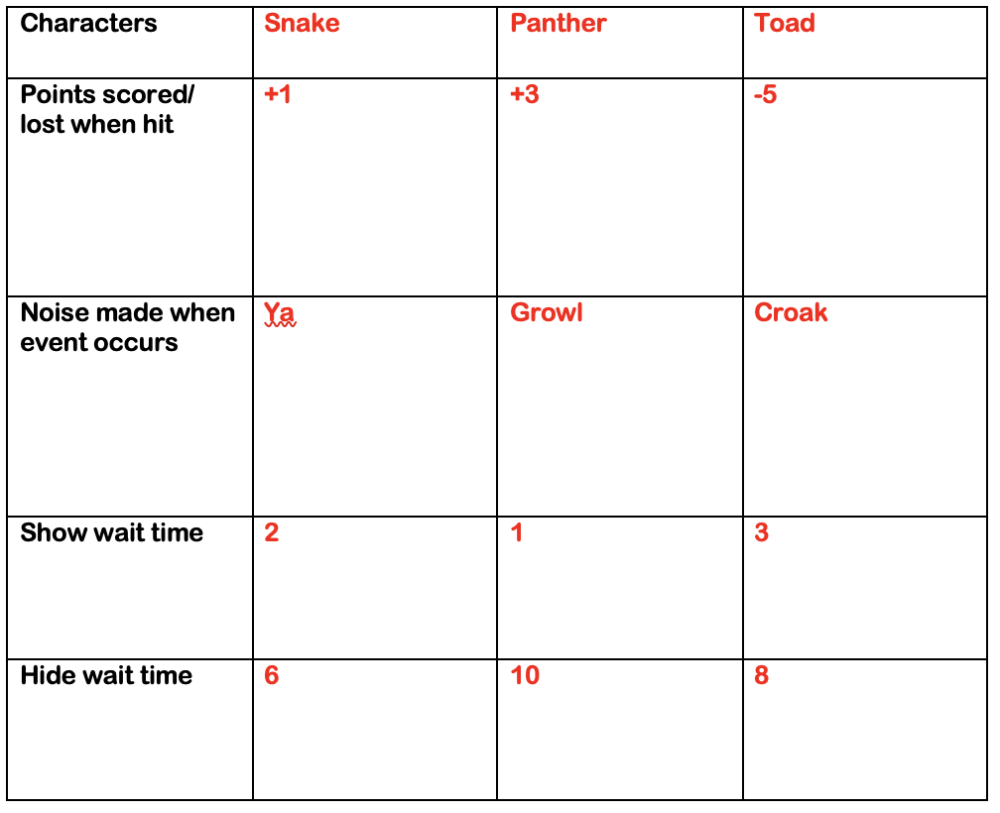 Characters Snake Panther Toad
Points scored/ +1 +3 -5
lost when hit
Noise made when Ya Growl Croak
event occurs
Show wait time 2 1 3
Hide wait time 6 10 8